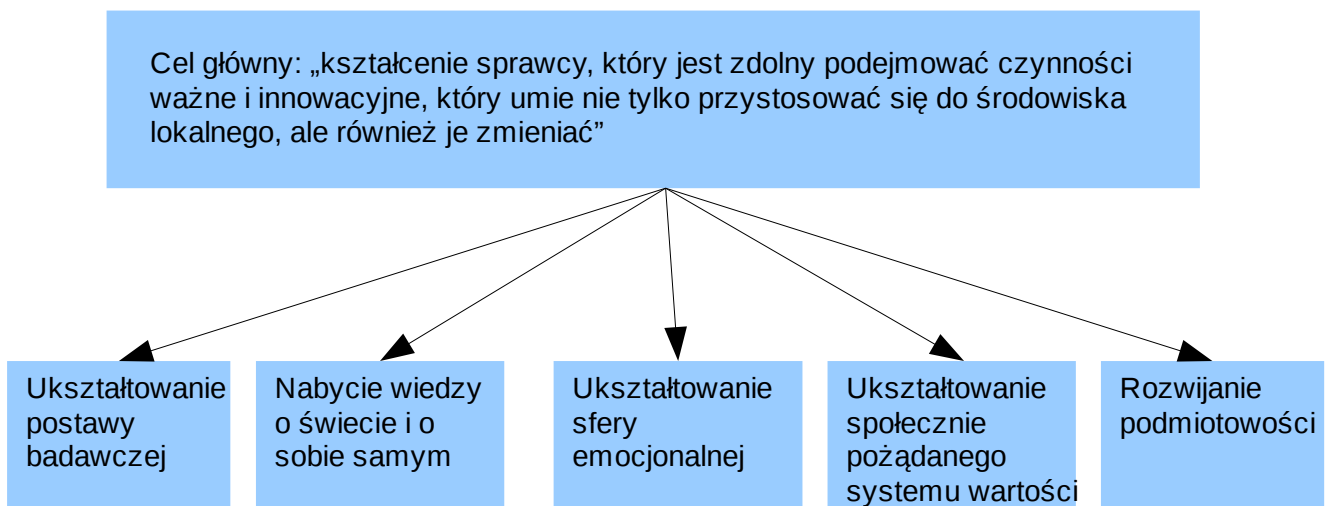 Cel główny: „kształcenie sprawcy, który jest zdolny podejmować czynności
ważne i innowacyjne, który umie nie tylko przystosować się do środowiska
lokalnego, ale również je zmieniać”
Ukształtowanie
postawy
badawczej
Nabycie wiedzy
o świecie i o
sobie samym
Ukształtowanie
sfery
emocjonalnej
Ukształtowanie
społecznie
pożądanego
systemu wartości
Rozwijanie
podmiotowości